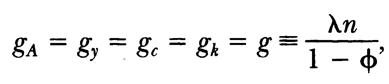 g_A = g_y = g_c = g_k = g ≡ λn / (1 − φ),